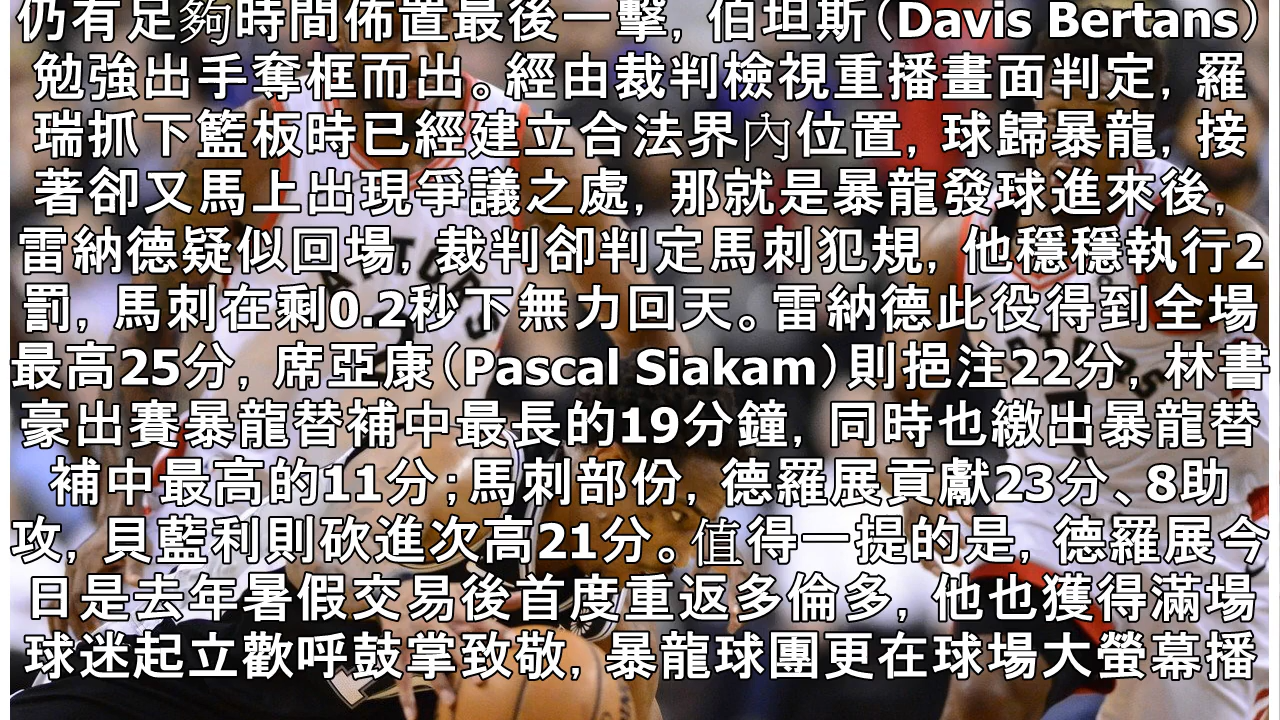 仍有足夠時間佈置最後一擊，伯坦斯（Davis Bertans）
勉強出手奪框而出。經由裁判檢視重播畫面判定，羅
瑞抓下籃板時已經建立合法界內位置，球歸暴龍，接
著卻又馬上出現爭議之處，那就是暴龍發球進來後，
雷納德疑似回場，裁判卻判定馬刺犯規，他穩穩執行2
罰，馬刺在剩0.2秒下無力回天。雷納德此役得到全場
最高25分，席亞康（Pascal Siakam）則挹注22分，林書
豪出賽暴龍替補中最長的19分鐘，同時也繳出暴龍替
補中最高的11分；馬刺部份，德羅展貢獻23分、8助
攻，貝藍利則砍進次高21分。值得一提的是，德羅展今
日是去年暑假交易後首度重返多倫多，他也獲得滿場
球迷起立歡呼鼓掌致敬，暴龍球團更在球場大螢幕播